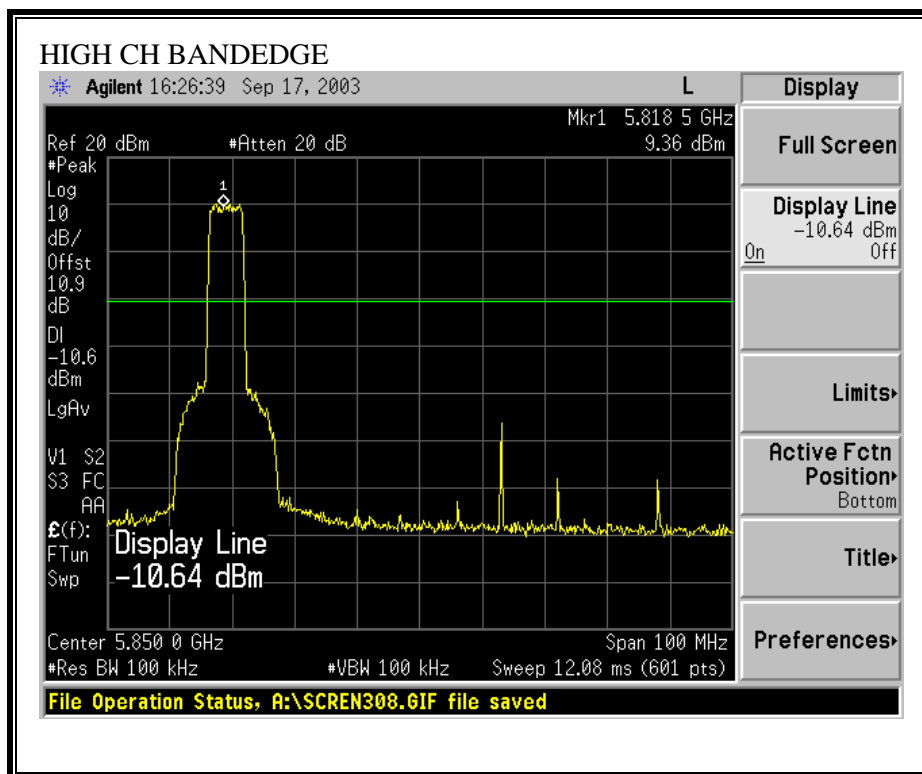 HIGH CH BANDEDGE
Agilent 16:26:39 Sep 17, 2003 L
Display
Mkr1 5.818 5 GHz
Ref 20 dBm #Atten 20 dB 9.36 dBm
Full Screen
#Peak
Log
10
dB/
Offst
10.9
dB
DI
-10.6
dBm
LgAv
V1 S2
S3 FC
AA
£(f):
FTun
Swp
1
Display Line
-10.64 dBm
On Off
Limits
Active Fctn
Position
Bottom
Title
Preferences
Display Line
-10.64 dBm
Center 5.850 0 GHz Span 100 MHz
#Res BW 100 kHz #VBW 100 kHz Sweep 12.08 ms (601 pts)
File Operation Status, A:\SCREN308.GIF file saved